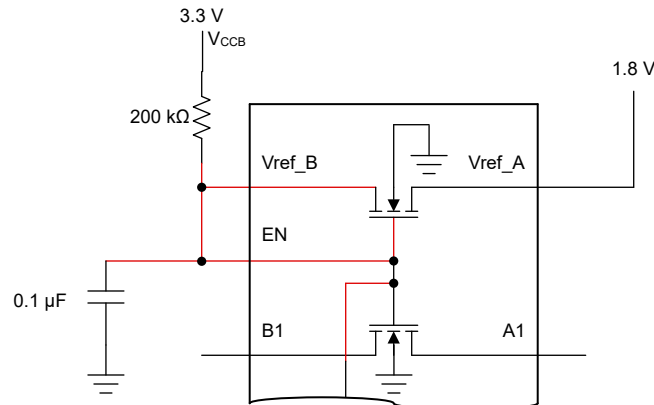 3.3 V
VCCB
1.8 V
200 kΩ
Vref_B
Vref_A
EN
0.1 µF
B1
A1